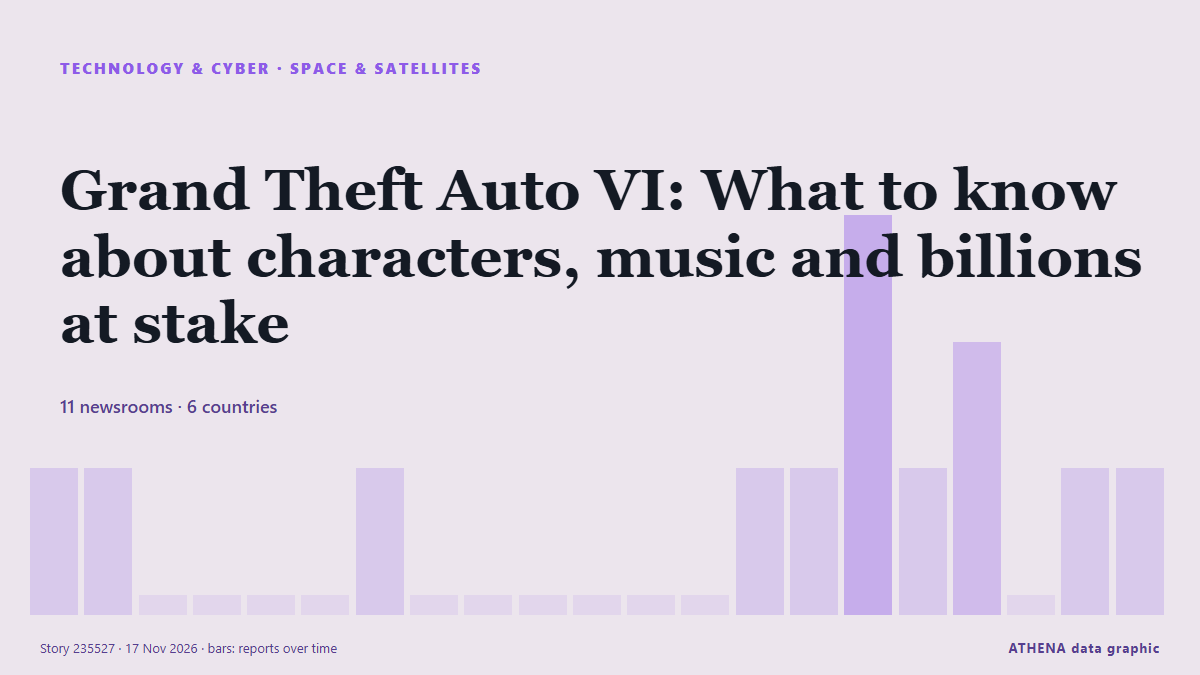 TECHNOLOGY & CYBER · SPACE & SATELLITES
Grand Theft Auto VI: What to know
about characters, music and billions
at stake
11 newsrooms · 6 countries
Story 235527 · 17 Nov 2026 · bars: reports over time
ATHENA data graphic